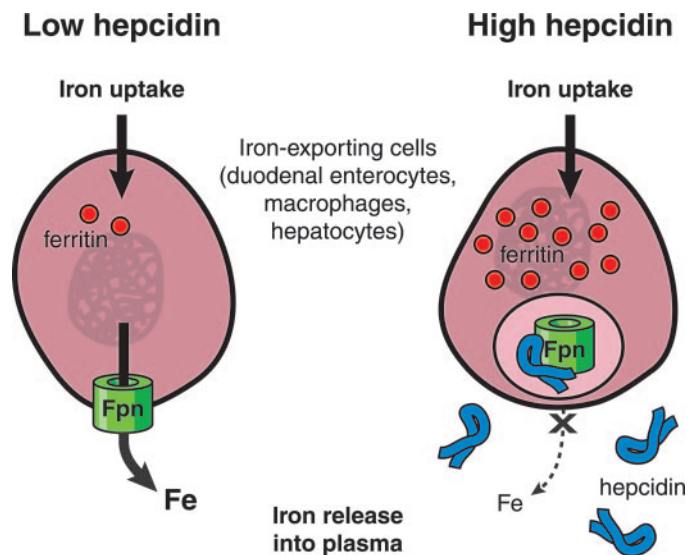 Low hepcidin
High hepcidin
Iron uptake
Iron uptake
Iron-exporting cells
(duodenal enterocytes,
macrophages,
hepatocytes)
ferritin
ferritin
Fpn
Fpn
Fe
Fe
hepcidin
Iron release
into plasma